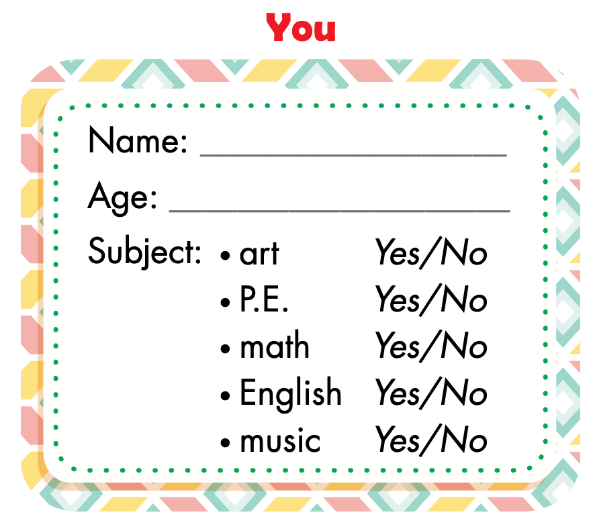 You
Name: ____________________
Age: ____________________
Subject: • art Yes/No
• P.E. Yes/No
• math Yes/No
• English Yes/No
• music Yes/No